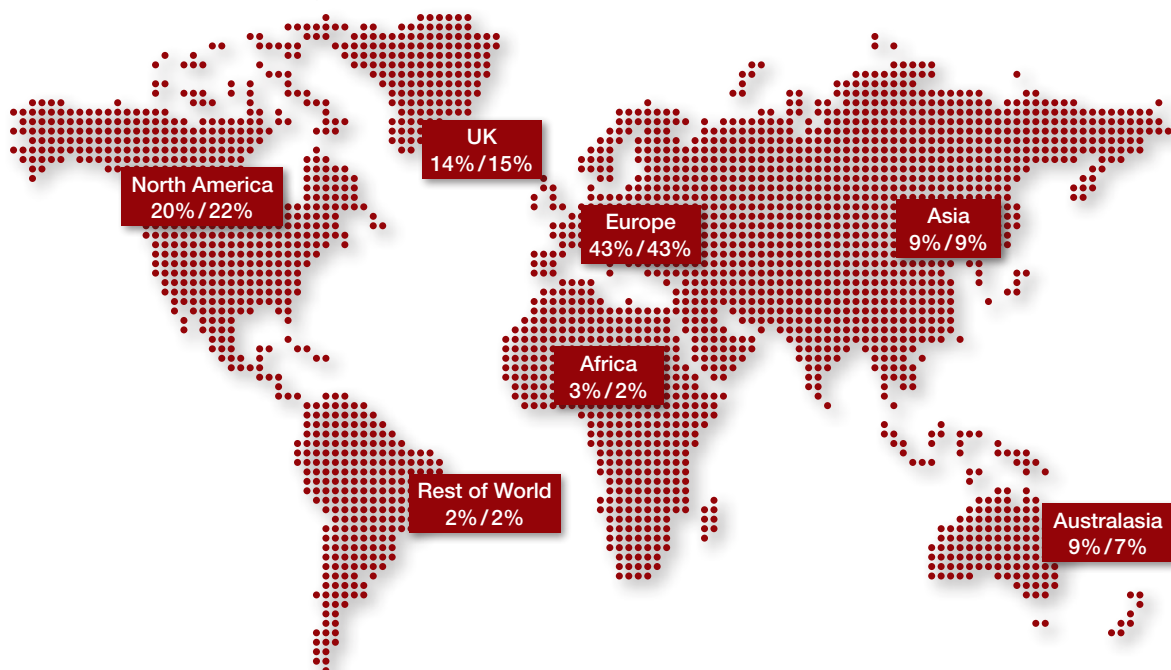 UK
14% / 15%
North America
20% / 22%
Europe
43% / 43%
Asia
9% / 9%
Africa
3% / 2%
Rest of World
2% / 2%
Australasia
9% / 7%